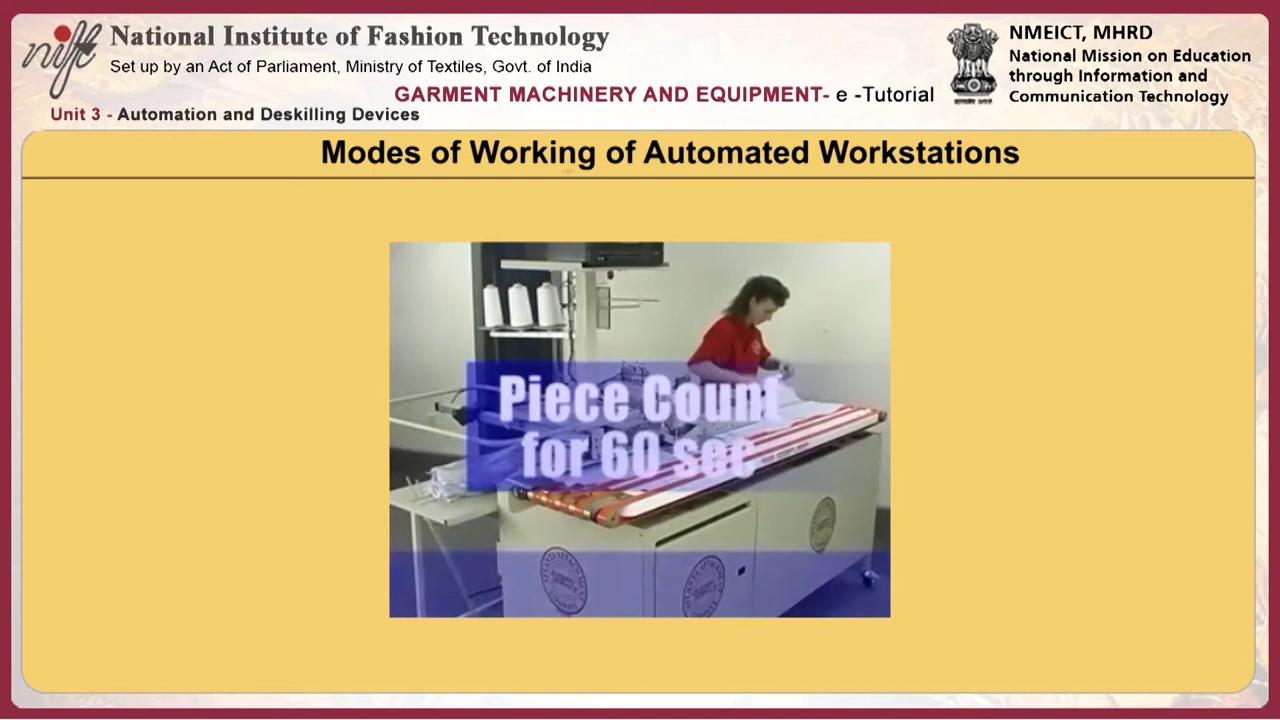 nift
National Institute of Fashion Technology
Set up by an Act of Parliament, Ministry of Textiles, Govt. of India
NMEICT, MHRD
National Mission on Education
through Information and
Communication Technology
GARMENT MACHINERY AND EQUIPMENT- e -Tutorial
Unit 3 - Automation and Deskilling Devices
Modes of Working of Automated Workstations
Piece Count
for 60 sec